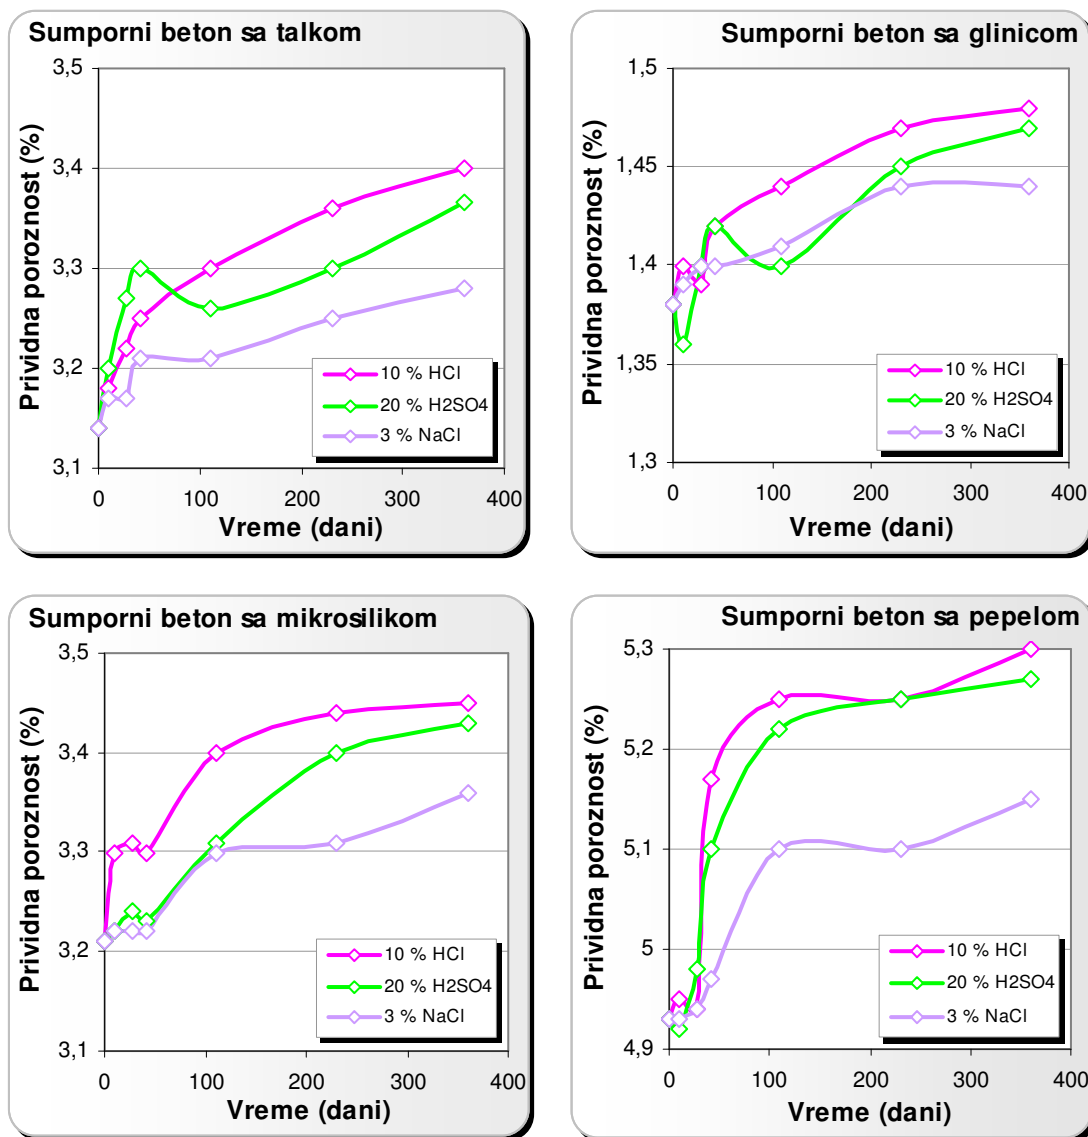 Sumporni beton sa talkom
Prividna poroznost (%)
3,5
3,4
3,3
3,2
3,1
0
100
200
300
400
Vreme (dani)
10 % HCl
20 % H2SO4
3 % NaCl
Sumporni beton sa glinicom
Prividna poroznost (%)
1,5
1,45
1,4
1,35
1,3
0
100
200
300
400
Vreme (dani)
10 % HCl
20 % H2SO4
3 % NaCl
Sumporni beton sa mikrosilikom
Prividna poroznost (%)
3,5
3,4
3,3
3,2
3,1
0
100
200
300
400
Vreme (dani)
10 % HCl
20 % H2SO4
3 % NaCl
Sumporni beton sa pepelom
Prividna poroznost (%)
5,3
5,1
5
4,9
0
100
200
300
400
Vreme (dani)
10 % HCl
20 % H2SO4
3 % NaCl